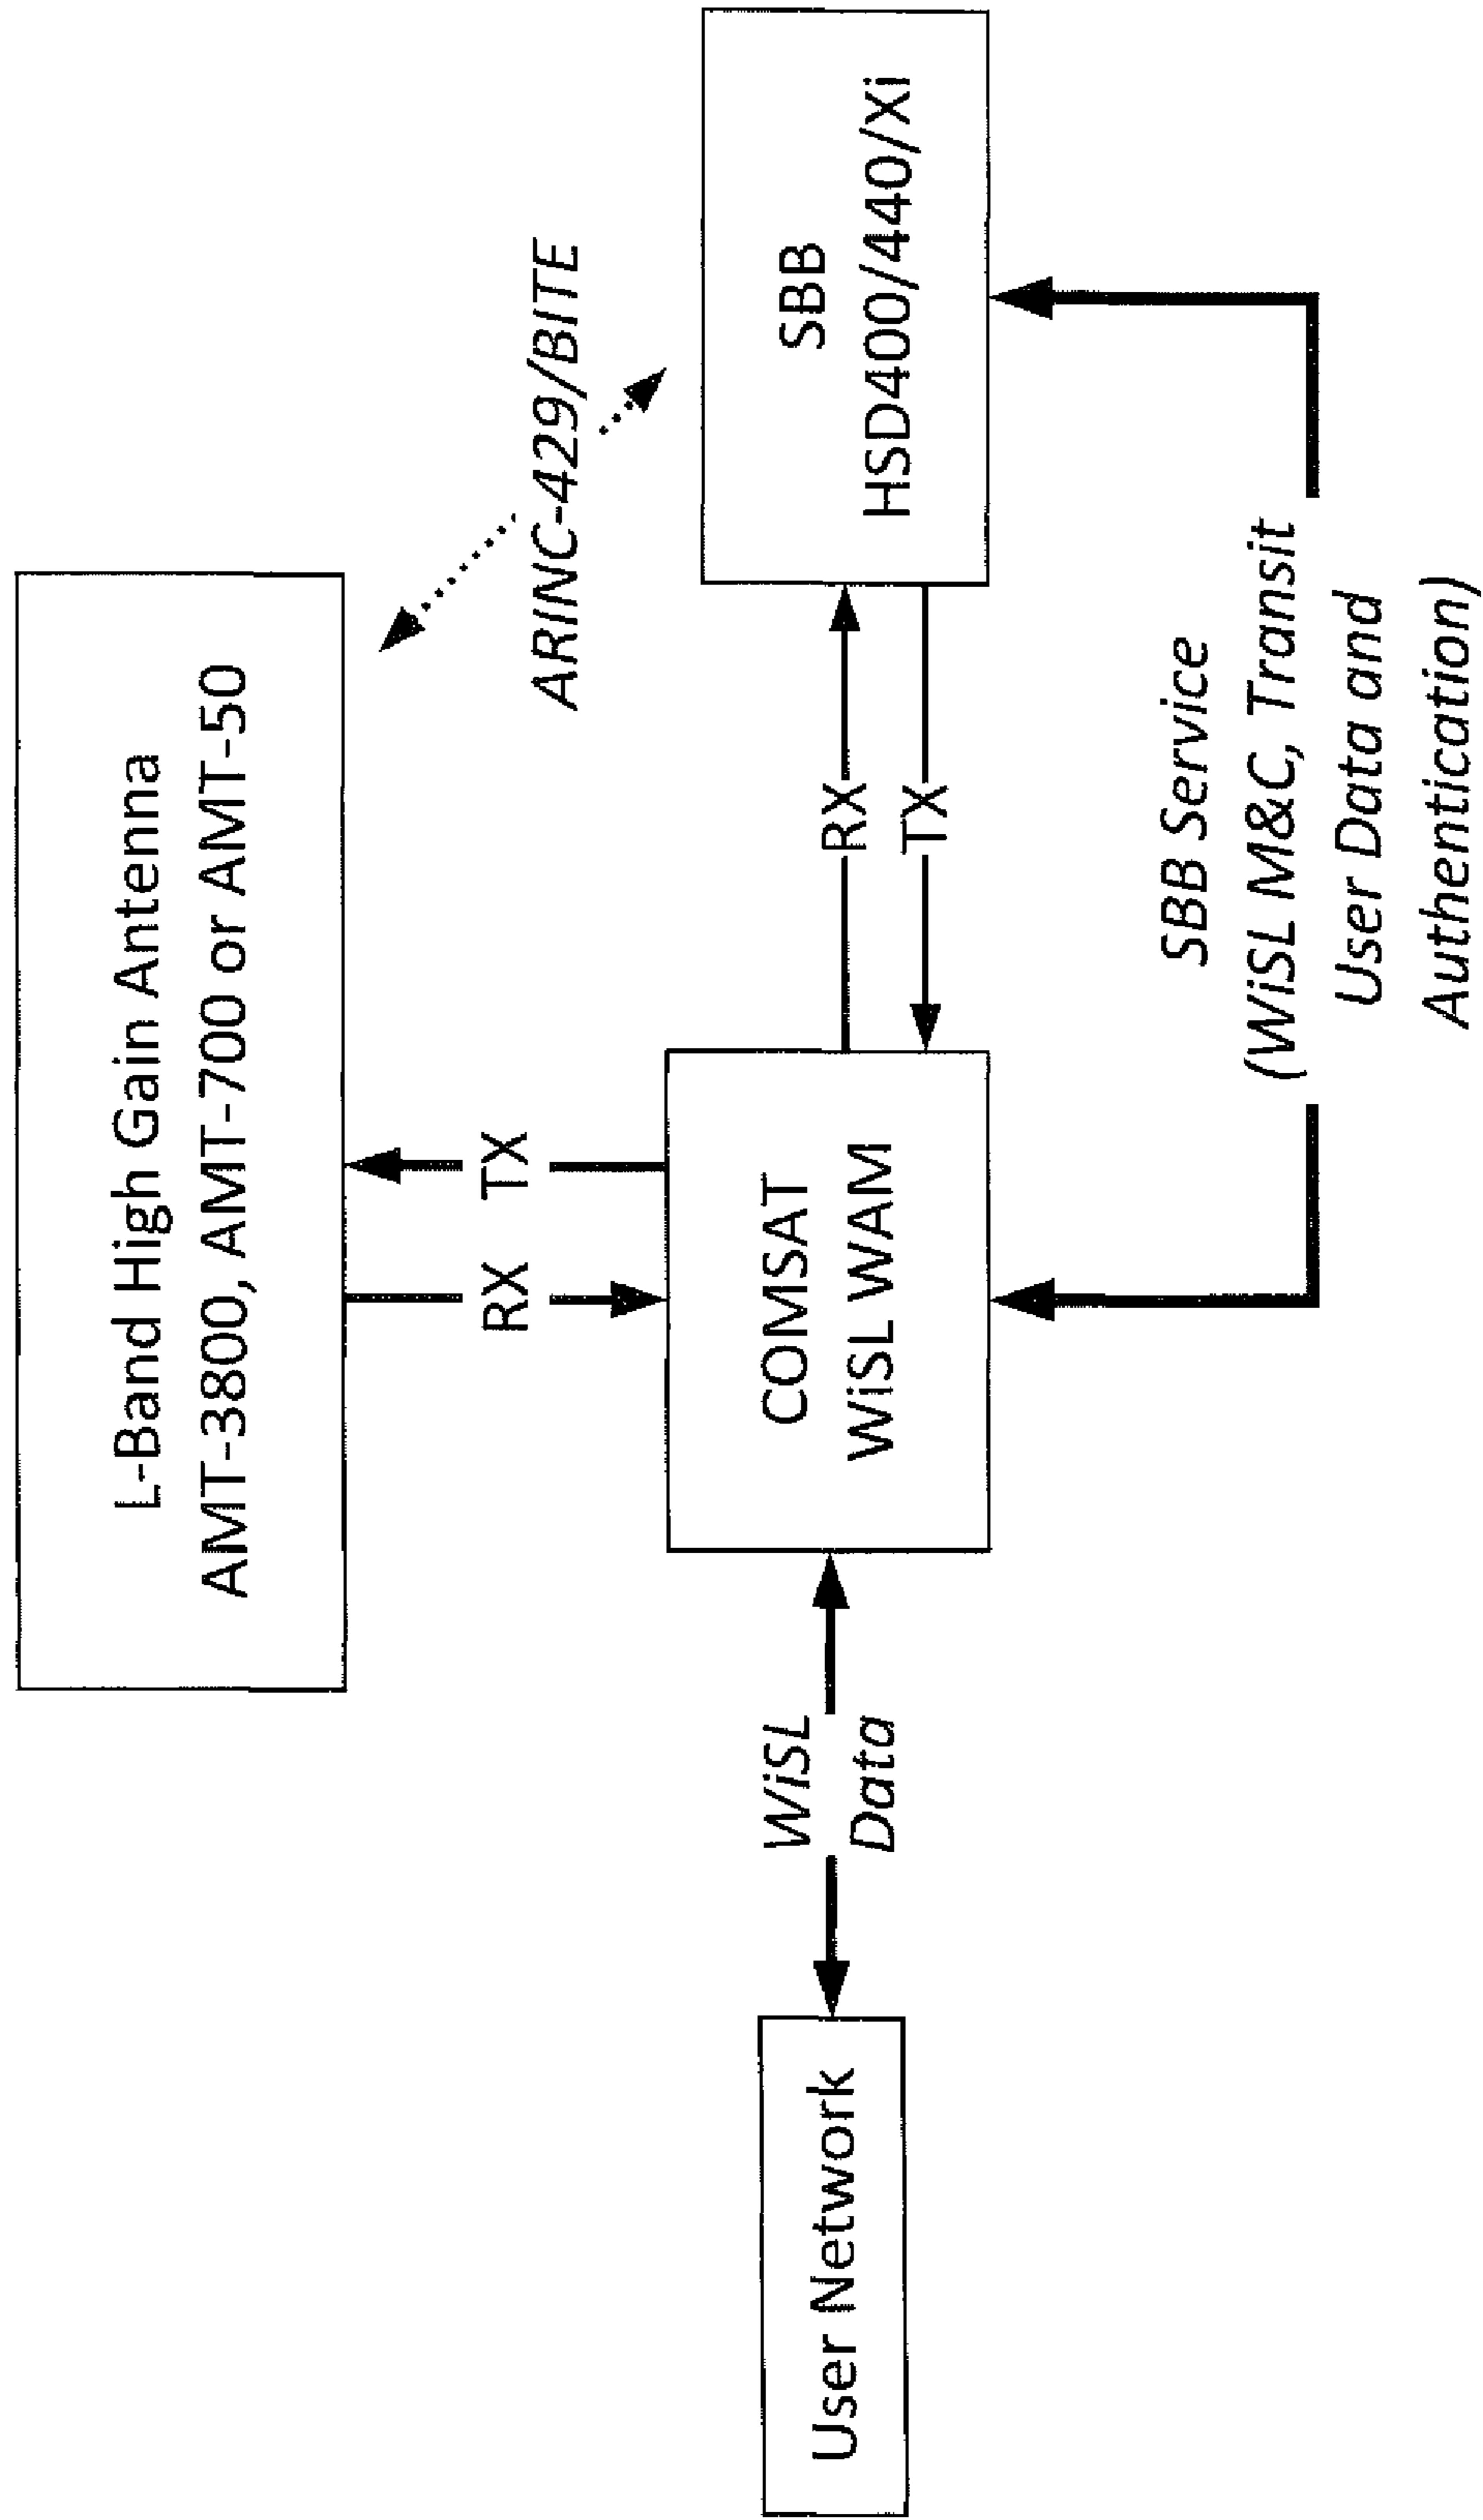 L-Band High Gain Antenna
AMT-3800, AMT-700 or AMT-50
ARINC-429/BITE
RX TX
User Network
WiSL
Data
COMSAT
WiSL WAM
RX
TX
SBB
HSD400/440/Xi
SBB Service
(WiSL M&C, Transit
User Data and
Authentication)